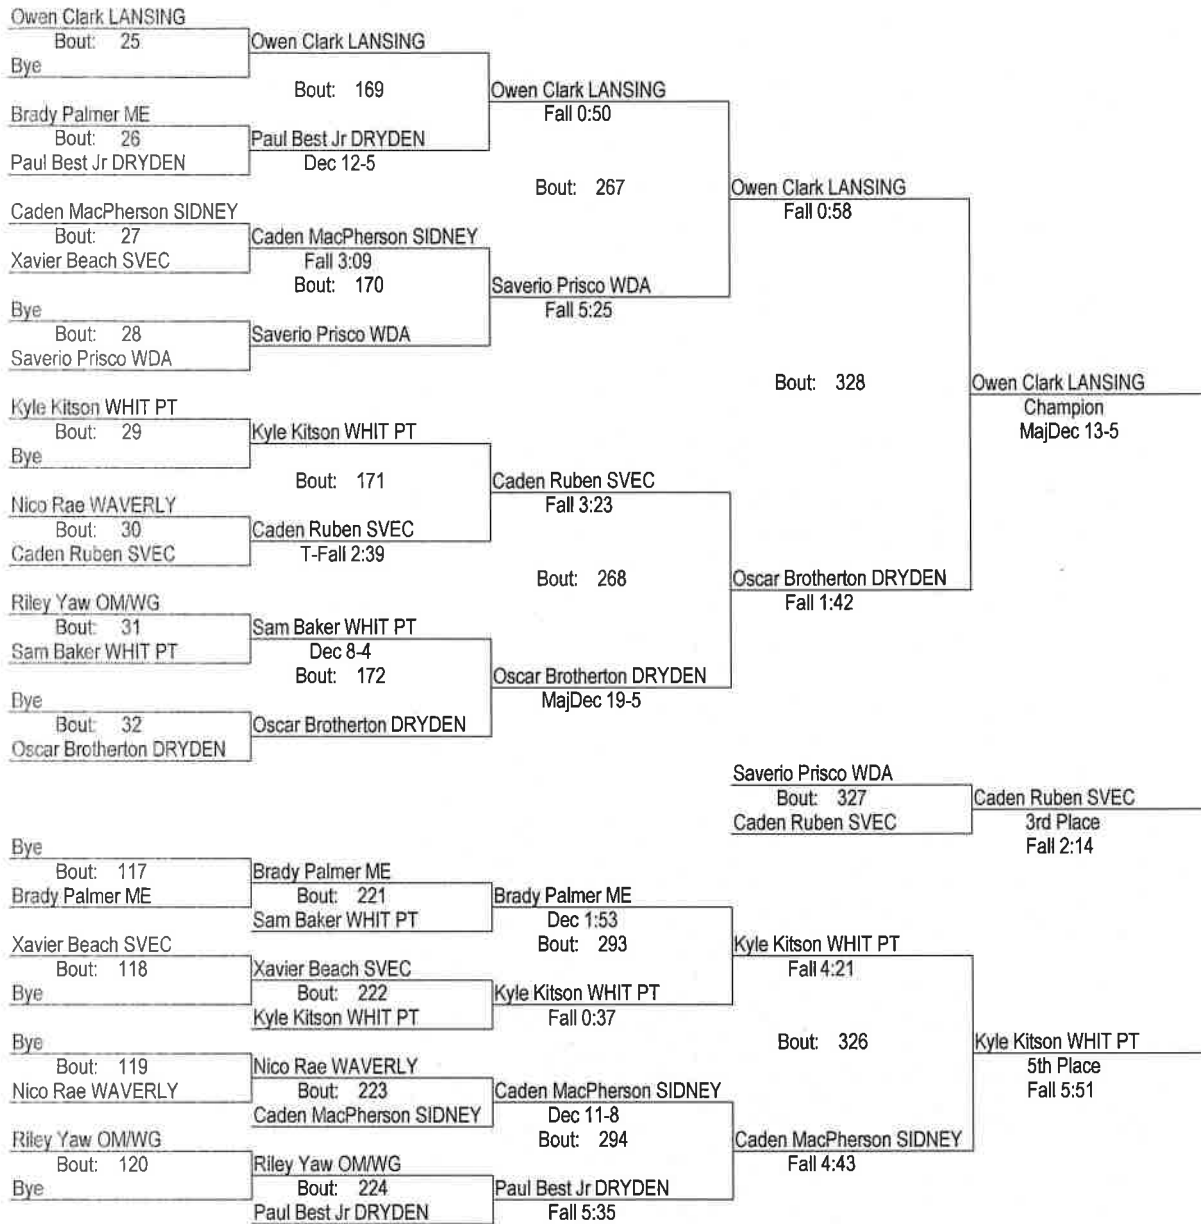 Owen Clark LANSING
Bout: 25
Bye
Brady Palmer ME
Bout: 26
Paul Best Jr DRYDEN
Caden MacPherson SIDNEY
Bout: 27
Xavier Beach SVEC
Bye
Bout: 28
Saverio Prisco WDA
Kyle Kitson WHIT PT
Bout: 29
Bye
Nico Rae WAVERLY
Bout: 30
Caden Ruben SVEC
Riley Yaw OM/WG
Bout: 31
Sam Baker WHIT PT
Bye
Bout: 32
Oscar Brotherton DRYDEN
Owen Clark LANSING
Bout: 169
Paul Best Jr DRYDEN
Dec 12-5
Caden MacPherson SIDNEY
Fall 3:09
Bout: 170
Saverio Prisco WDA
Kyle Kitson WHIT PT
Bout: 171
Caden Ruben SVEC
T-Fall 2:39
Sam Baker WHIT PT
Dec 8-4
Bout: 172
Oscar Brotherton DRYDEN
Owen Clark LANSING
Fall 0:50
Bout: 267
Saverio Prisco WDA
Fall 5:25
Caden Ruben SVEC
Fall 3:23
Bout: 268
Oscar Brotherton DRYDEN
MajDec 19-5
Owen Clark LANSING
Fall 0:58
Bout: 328
Oscar Brotherton DRYDEN
Fall 1:42
Owen Clark LANSING
Champion
MajDec 13-5
Saverio Prisco WDA
Bout: 327
Caden Ruben SVEC
Caden Ruben SVEC
3rd Place
Fall 2:14
Bye
Bout: 117
Brady Palmer ME
Xavier Beach SVEC
Bout: 118
Bye
Bye
Bout: 119
Nico Rae WAVERLY
Riley Yaw OM/WG
Bout: 120
Bye
Brady Palmer ME
Bout: 221
Sam Baker WHIT PT
Xavier Beach SVEC
Bout: 222
Kyle Kitson WHIT PT
Nico Rae WAVERLY
Bout: 223
Caden MacPherson SIDNEY
Riley Yaw OM/WG
Bout: 224
Paul Best Jr DRYDEN
Brady Palmer ME
Dec 1:53
Bout: 293
Kyle Kitson WHIT PT
Fall 0:37
Caden MacPherson SIDNEY
Dec 11-8
Bout: 294
Paul Best Jr DRYDEN
Fall 5:35
Kyle Kitson WHIT PT
Fall 4:21
Bout: 326
Caden MacPherson SIDNEY
Fall 4:43
Kyle Kitson WHIT PT
5th Place
Fall 5:51